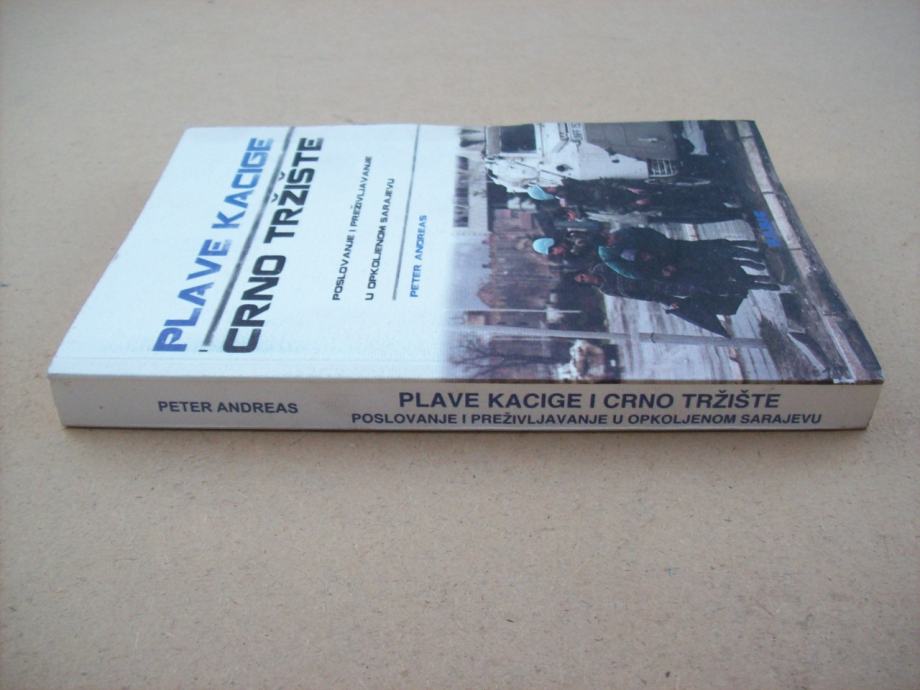 PLAVE KACIGE
I
CRNO TRŽIŠTE
POSLOVANJE I PREŽIVLJAVANJE
U OPKOLJENOM SARAJEVU
PETER ANDREAS
PETER ANDREAS
PLAVE KACIGE I CRNO TRŽIŠTE
POSLOVANJE I PREŽIVLJAVANJE U OPKOLJENOM SARAJEVU